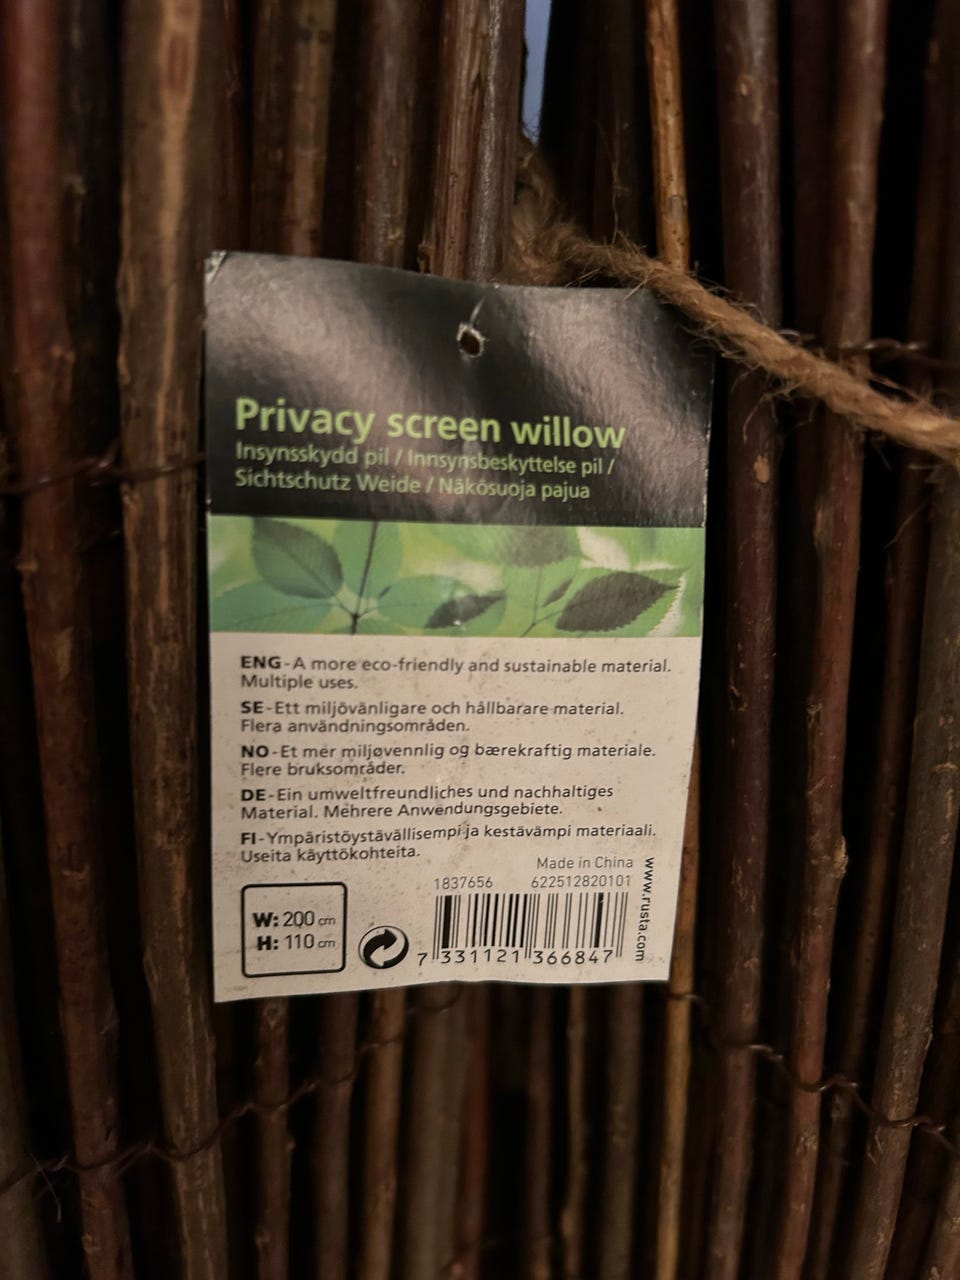 Privacy screen willow
Insynsskydd pil / Innsynsbeskyttelse pil /
Sichtschutz Weide / Näkösuoja pajua
ENG - A more eco-friendly and sustainable material.
Multiple uses.
SE - Ett miljövänligare och hållbarare material.
Flera användningsområden.
NO - Et mer miljøvennlig og bærekraftig materiale.
Flere bruksområder.
DE - Ein umweltfreundliches und nachhaltiges
Material. Mehrere Anwendungsgebiete.
FI - Ympäristöystävällisempi ja kestävämpi materiaali.
Useita käyttökohteita.
Made in China
1837656 622512820101
W: 200 cm
H: 110 cm
7 331121 366847
www.rusta.com